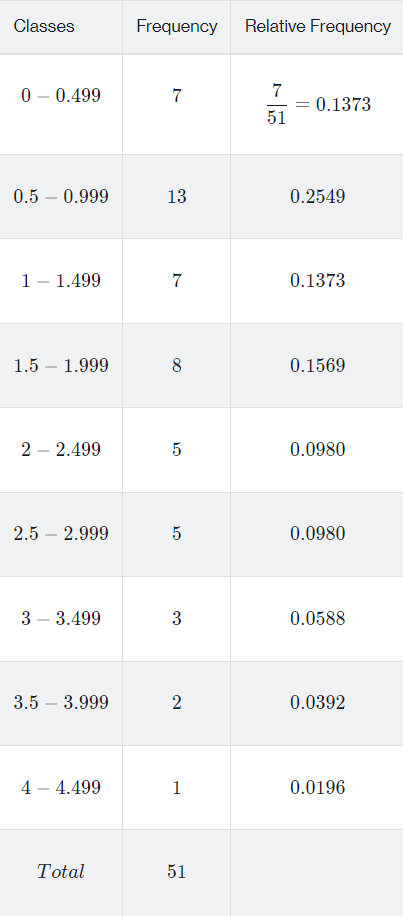 Classes Frequency Relative Frequency
0 – 0.499 7 7/51 = 0.1373
0.5 – 0.999 13 0.2549
1 – 1.499 7 0.1373
1.5 – 1.999 8 0.1569
2 – 2.499 5 0.0980
2.5 – 2.999 5 0.0980
3 – 3.499 3 0.0588
3.5 – 3.999 2 0.0392
4 – 4.499 1 0.0196
Total 51